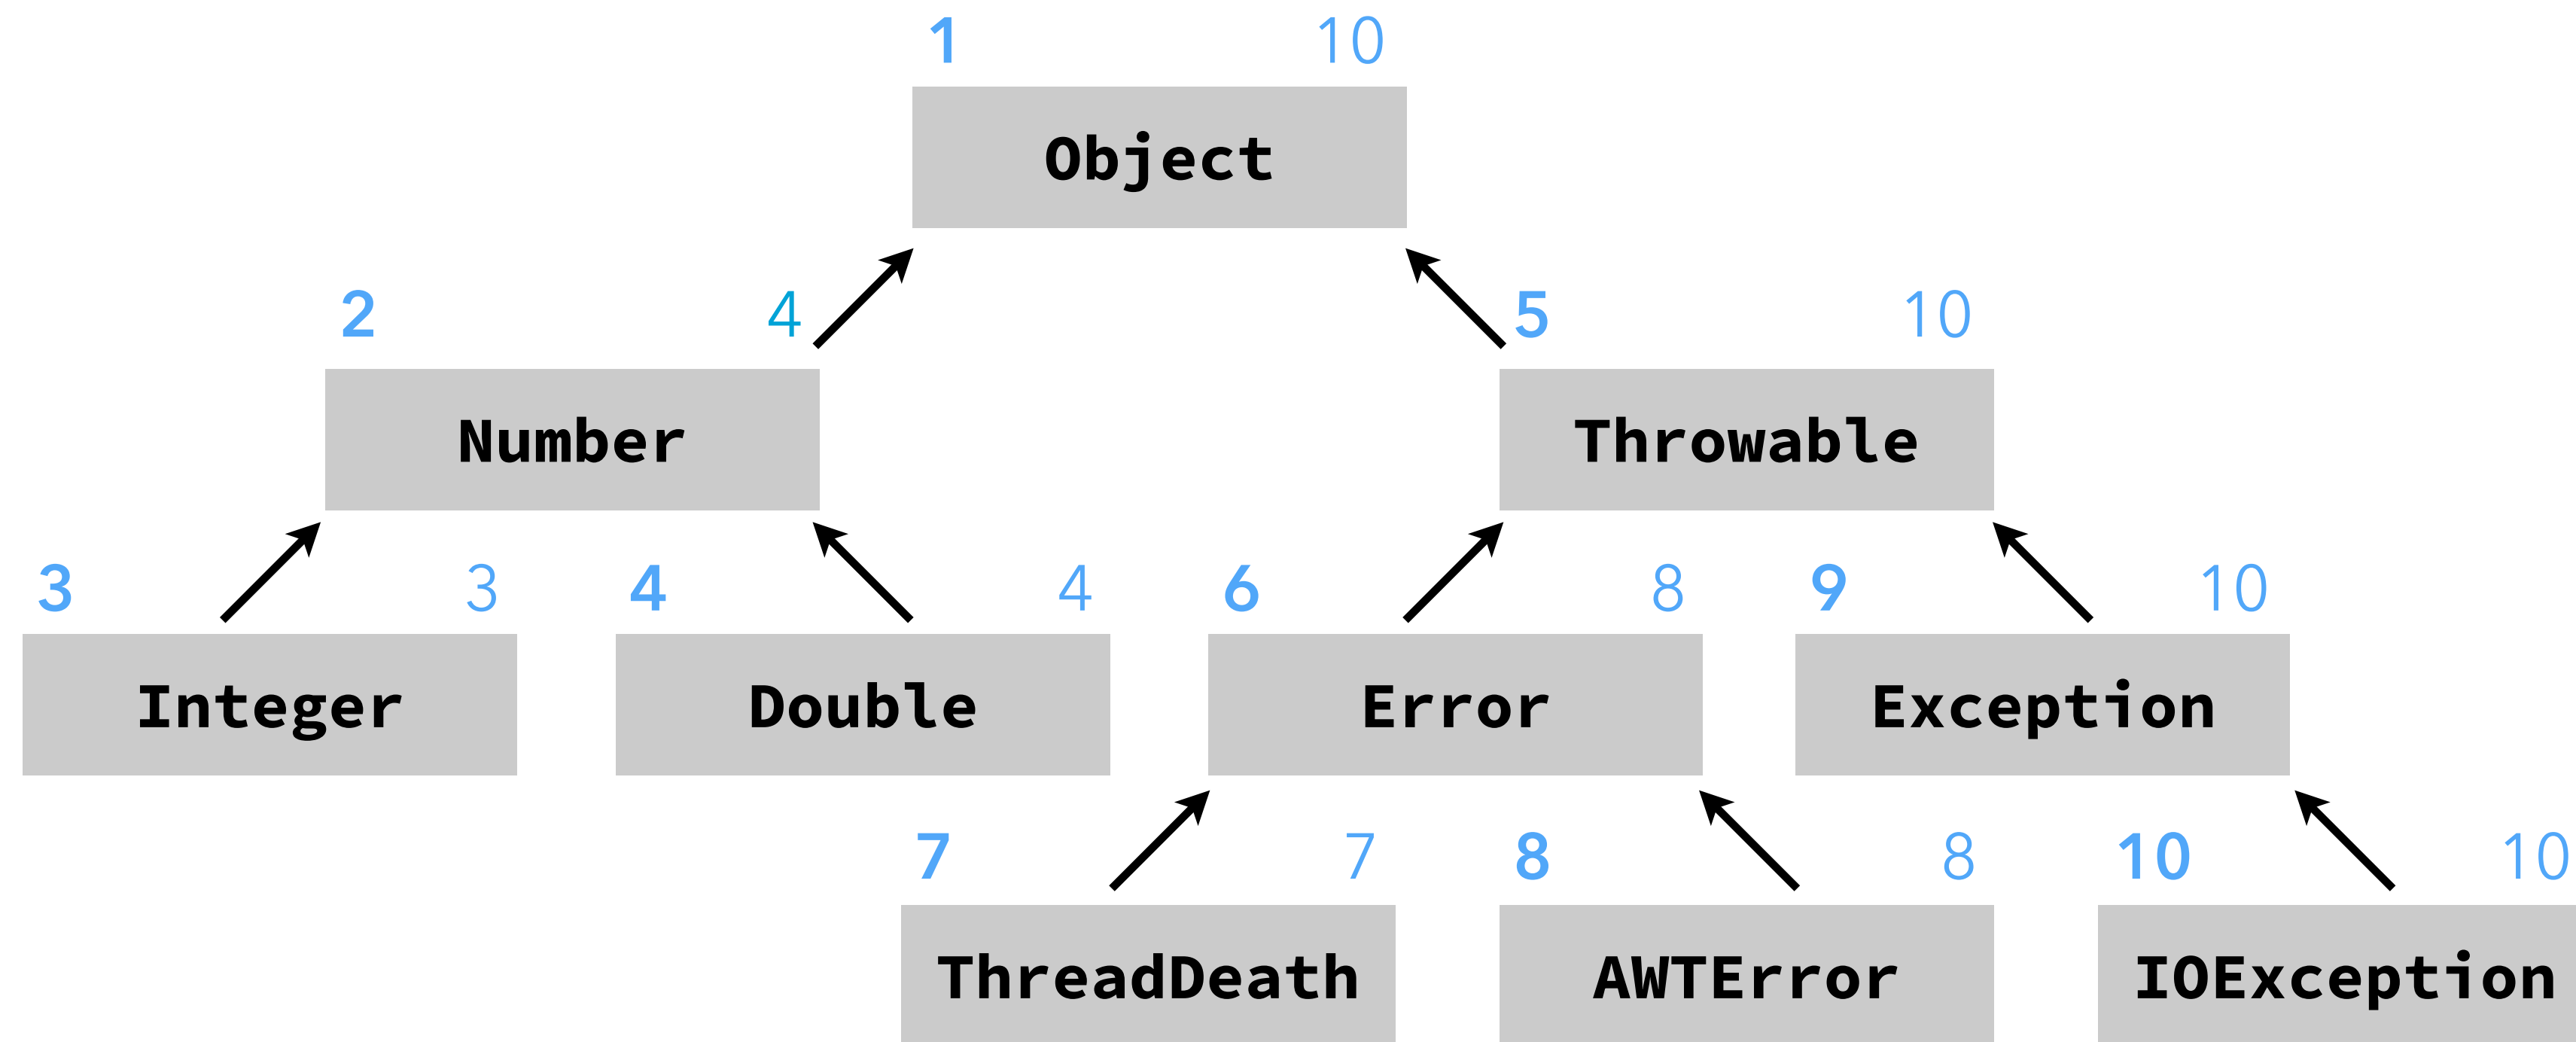 1 10
Object
2 4 5 10
Number Throwable
3 3 4 4 6 8 9 10
Integer Double Error Exception
7 7 8 8 10 10
ThreadDeath AWTError IOException